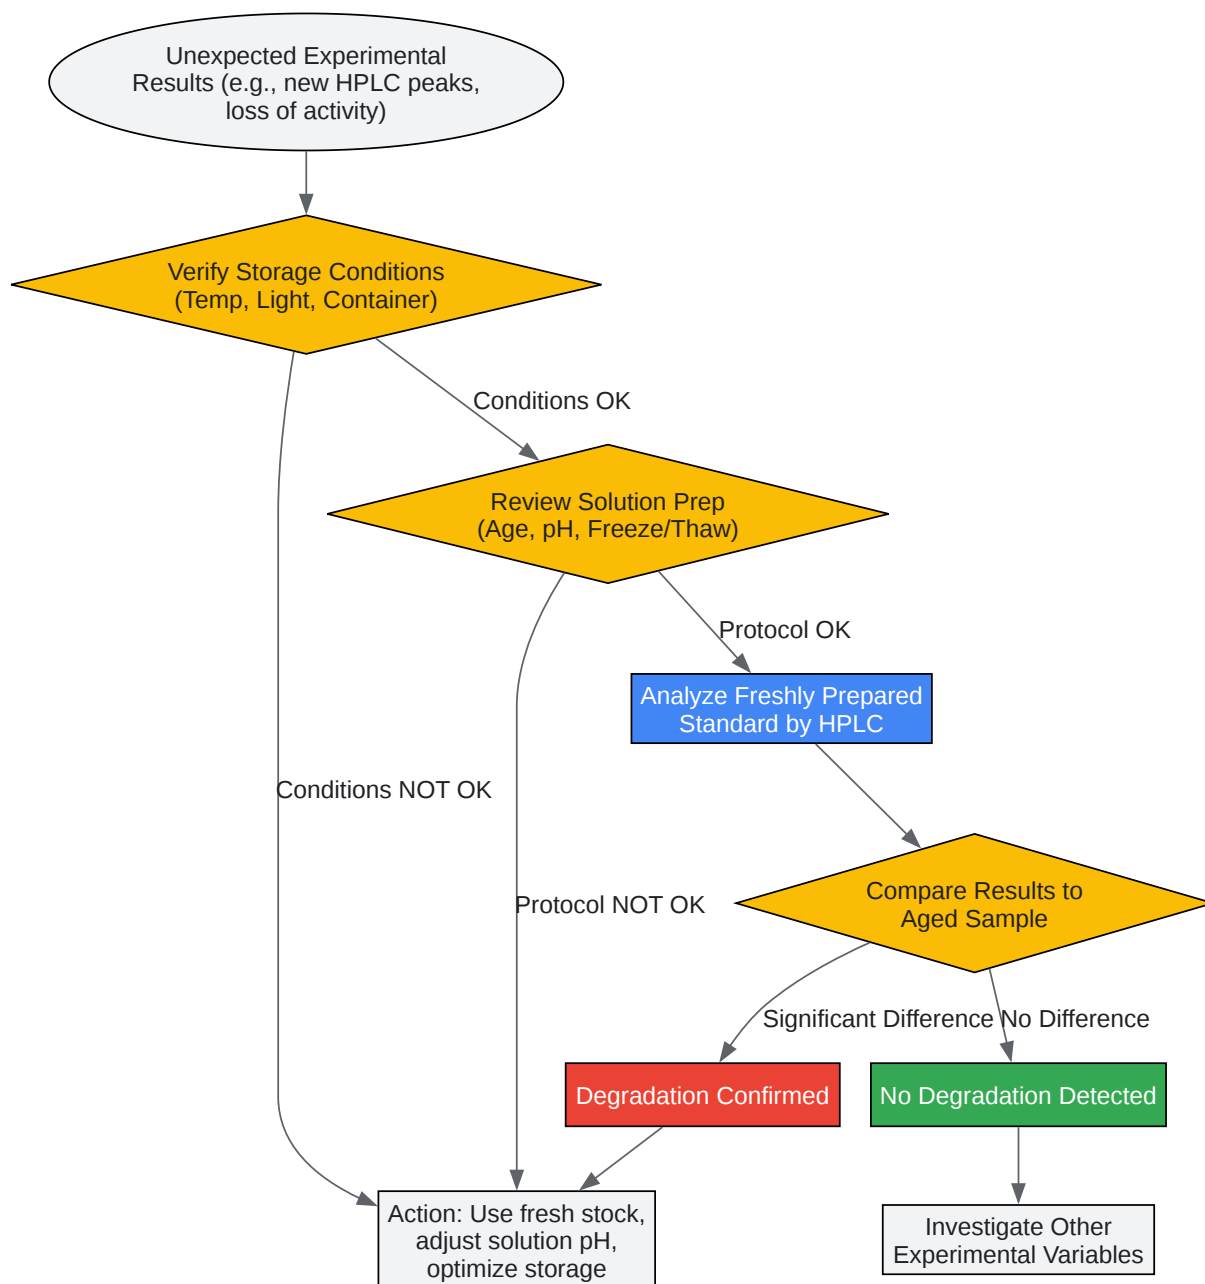 Unexpected Experimental
Results (e.g., new HPLC peaks,
loss of activity)
Verify Storage Conditions
(Temp, Light, Container)
Conditions OK
Review Solution Prep
(Age, pH, Freeze/Thaw)
Protocol OK
Analyze Freshly Prepared
Standard by HPLC
Conditions NOT OK
Protocol NOT OK
Compare Results to
Aged Sample
Significant Difference
No Difference
Degradation Confirmed
No Degradation Detected
Action: Use fresh stock,
adjust solution pH,
optimize storage
Investigate Other
Experimental Variables